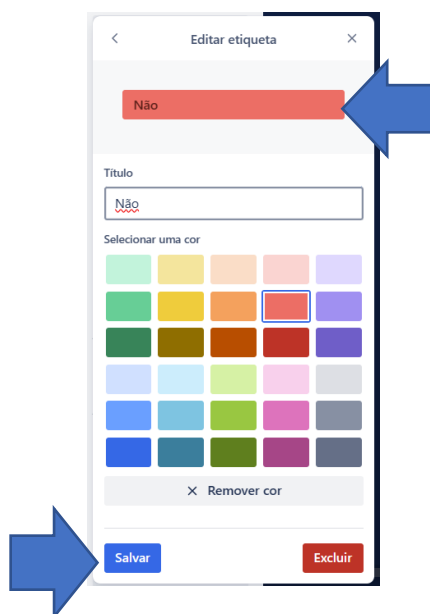 Editar etiqueta
Não
Título
Não
Selecionar uma cor
Remover cor
Salvar Excluir